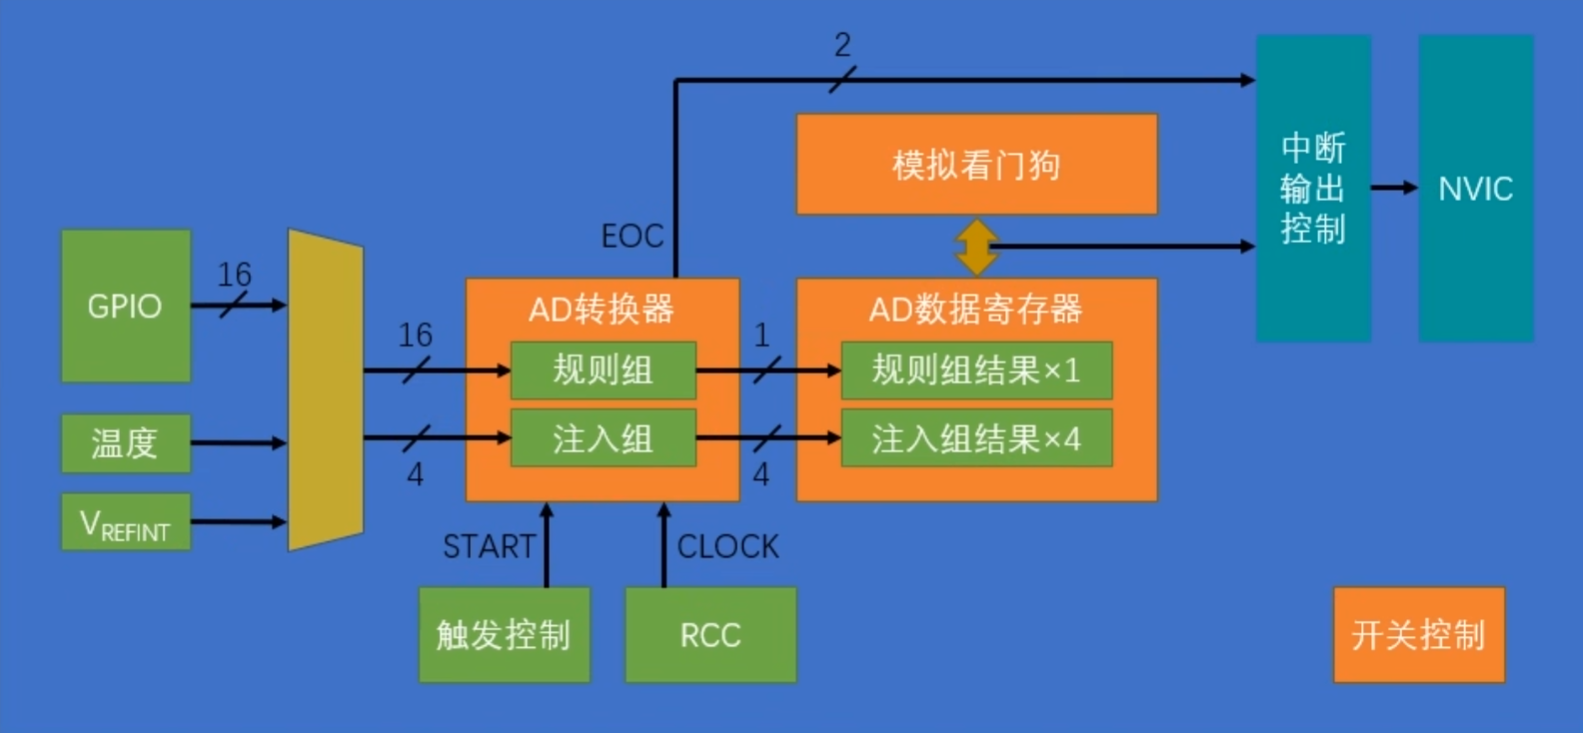 2
模拟看门狗
中断
输出
控制
NVIC
EOC
GPIO
16
温度
V_REFINT
16
4
AD转换器
规则组
注入组
1
4
AD数据寄存器
规则组结果×1
注入组结果×4
START
CLOCK
触发控制
RCC
开关控制